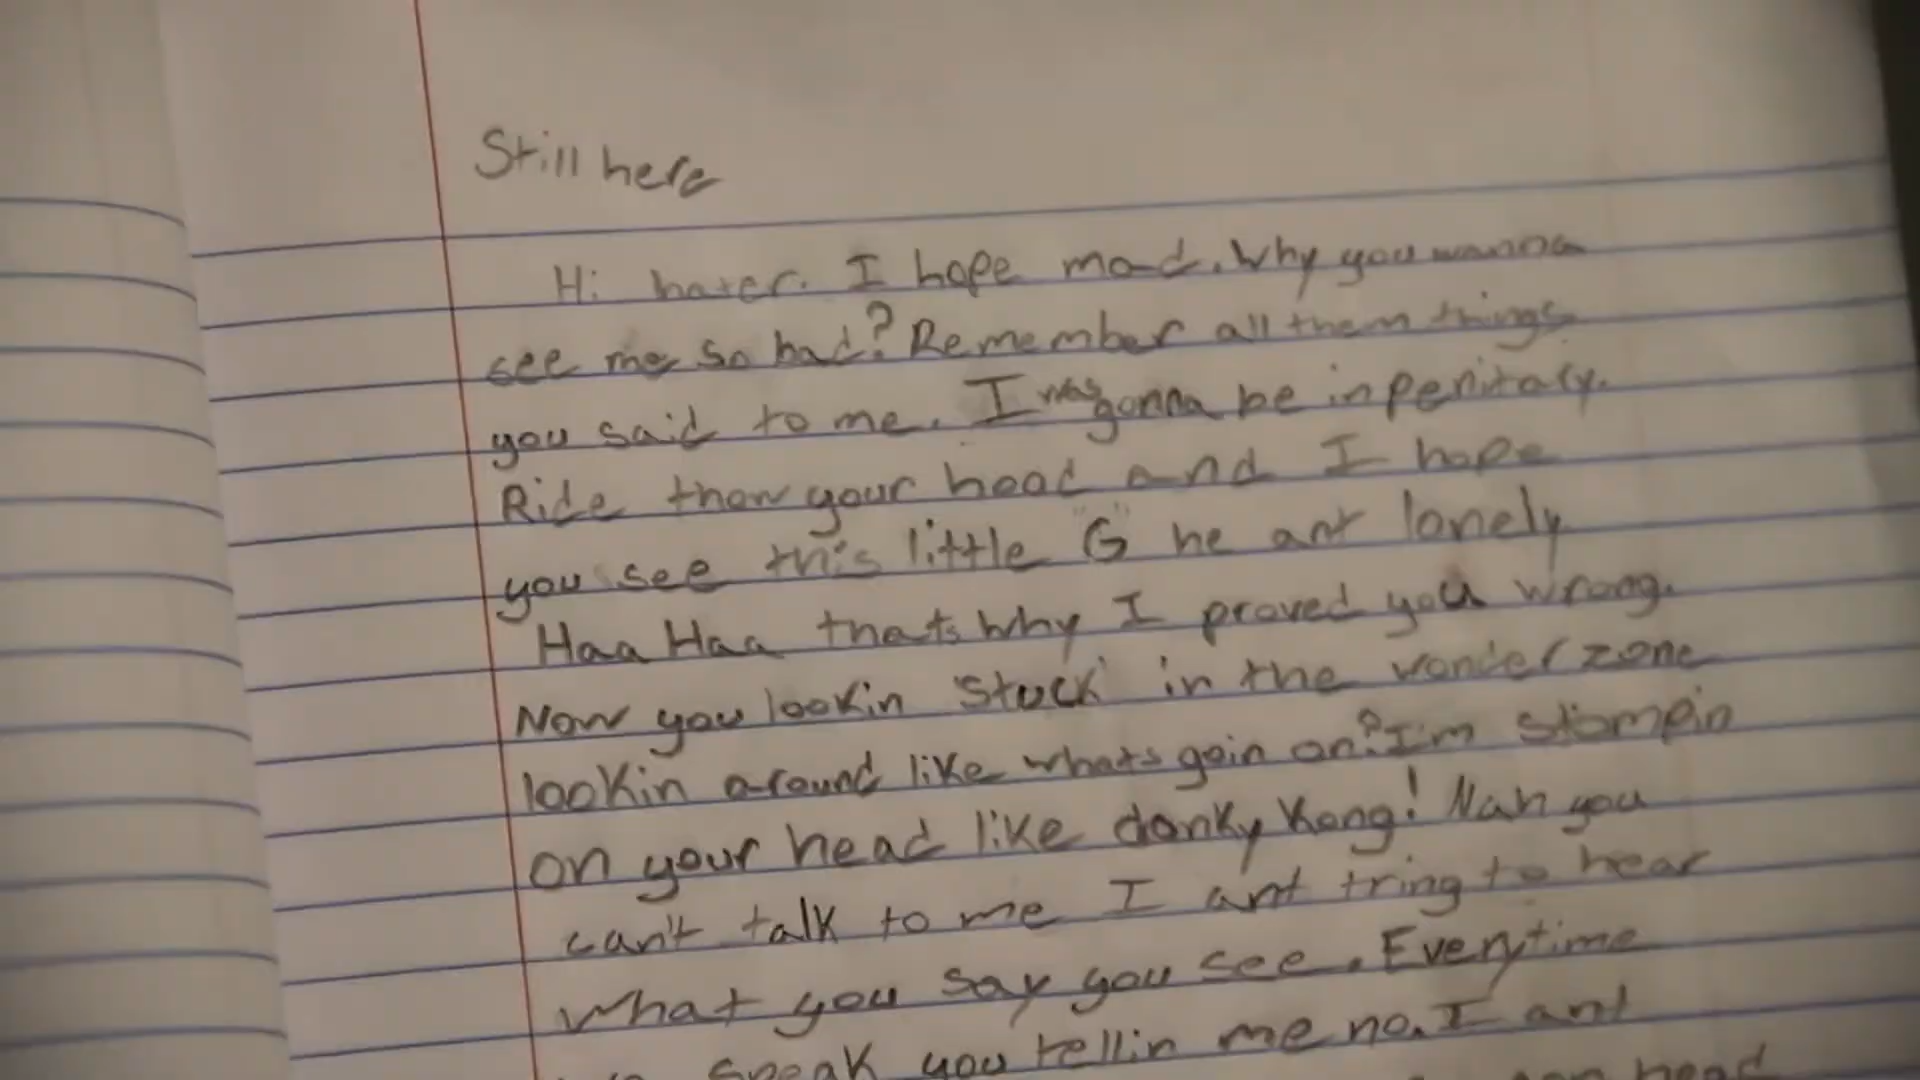 Still here
Hi hater. I hope mad. Why you wanna
see me so bad? Remember all them things
you said to me. I was gonna be in penitary.
Ride thow your hood and I hope
you see this little "G" he ant lonely
Haa Haa thats why I proved you wrong.
Now you lookin 'stuck' in the wonder zone
lookin around like whats goin on? I'm stompin
on your head like donky Kong! Nah you
can't talk to me I ant tring to hear
what you say you see. Everytime
speak you tellin me no. I ant
head